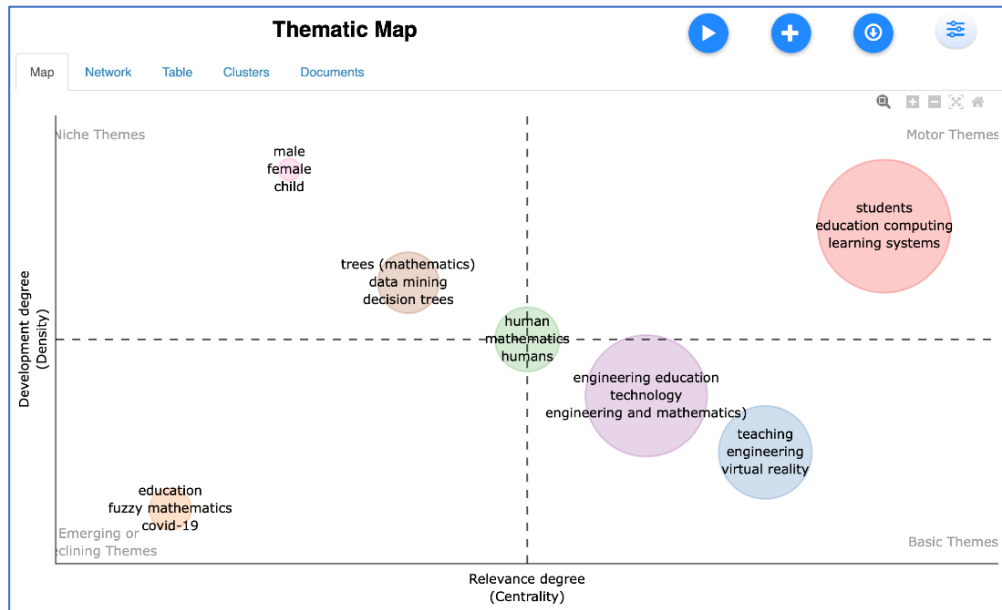 Thematic Map
Map
Network
Table
Clusters
Documents
Niche Themes
Motor Themes
male
female
child
students
education computing
learning systems
trees (mathematics)
data mining
decision trees
human
mathematics
humans
engineering education
technology
engineering and mathematics)
teaching
engineering
virtual reality
education
fuzzy mathematics
covid-19
Emerging or
eclining Themes
Basic Themes
Development degree
(Density)
Relevance degree
(Centrality)